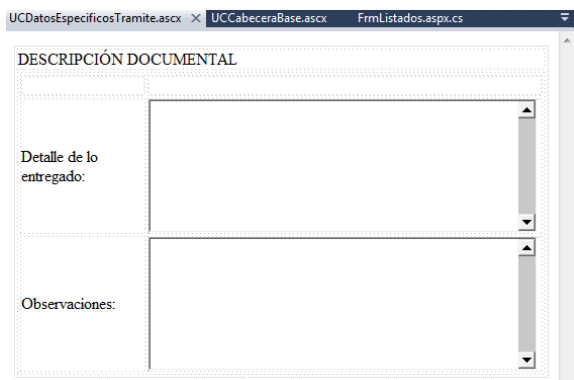 UCDatosEspecificosTramite.ascx UCCabeceraBase.ascx FrmListados.aspx.cs
DESCRIPCIÓN DOCUMENTAL
Detalle de lo
entregado:
Observaciones: